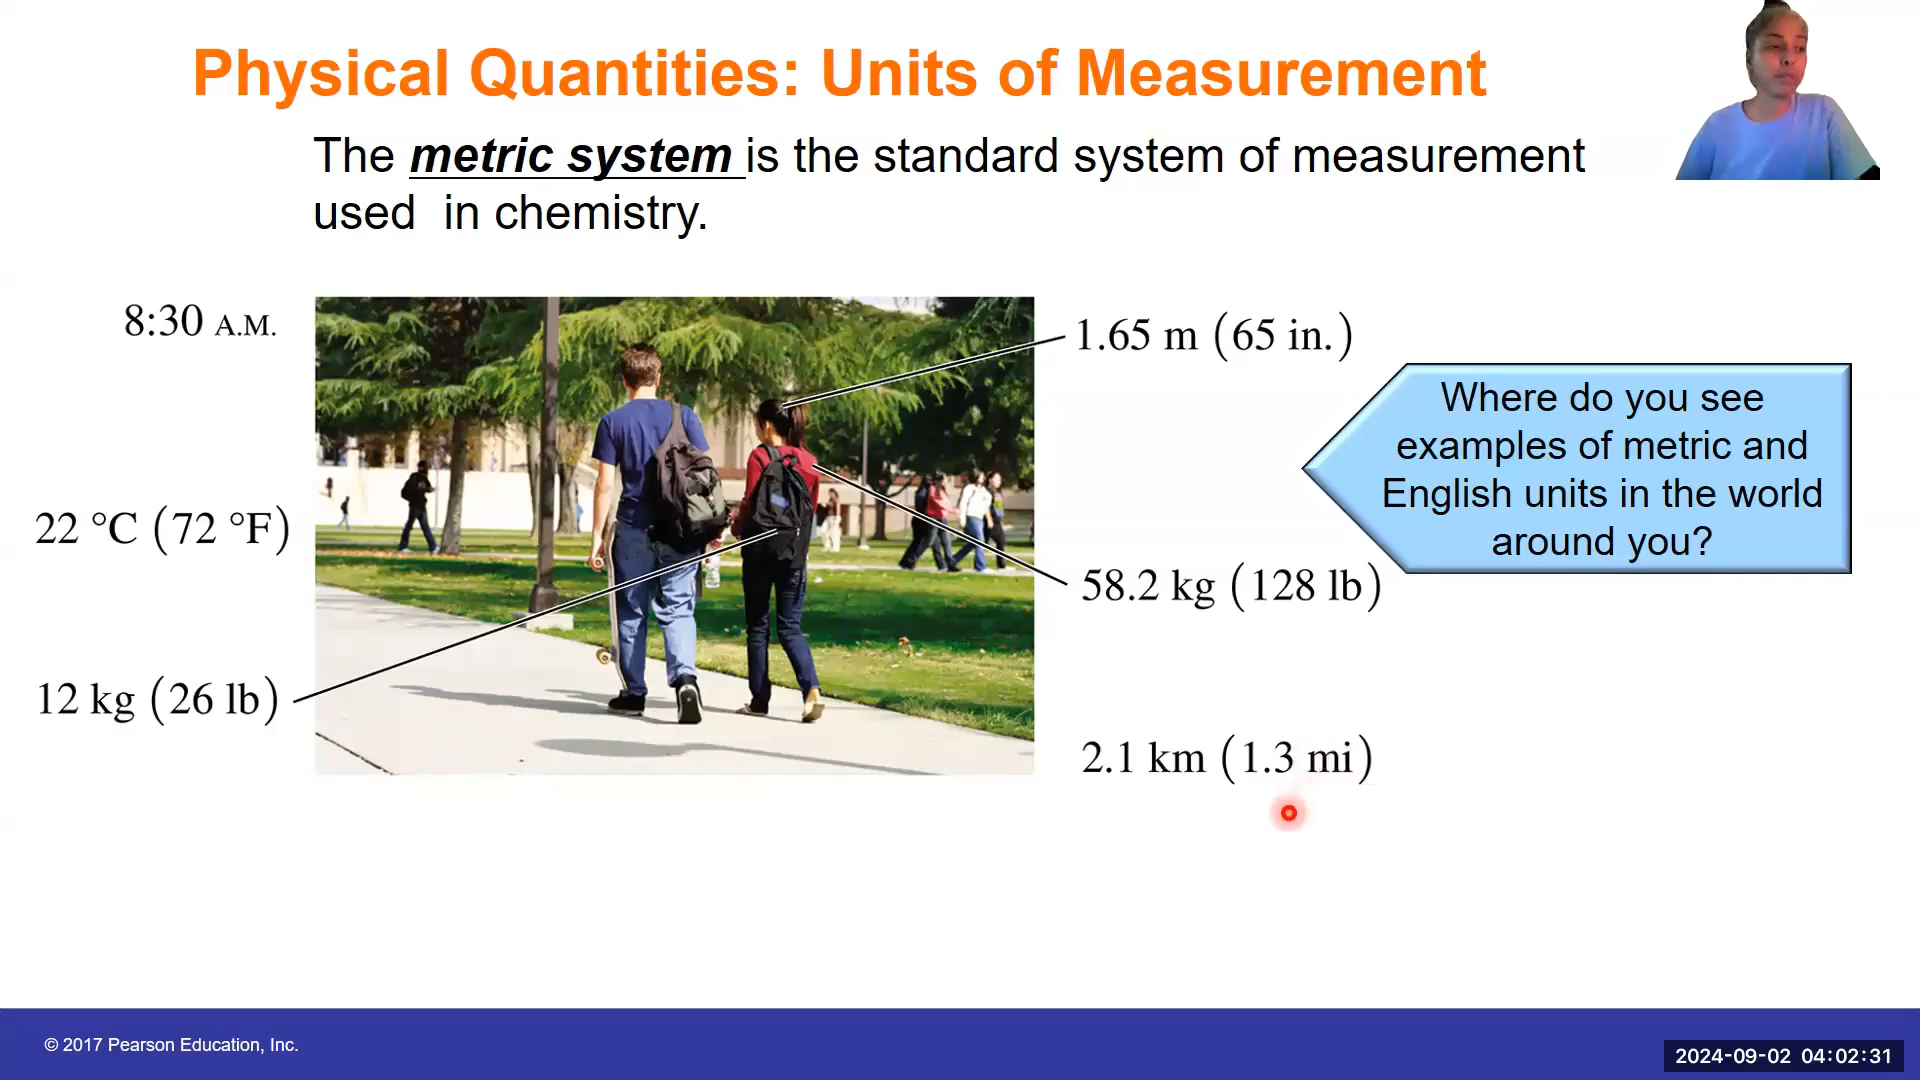 Physical Quantities: Units of Measurement
The metric system is the standard system of measurement
used in chemistry.
8:30 A.M.
1.65 m (65 in.)
Where do you see
examples of metric and
English units in the world
around you?
22 °C (72 °F)
58.2 kg (128 lb)
12 kg (26 lb)
2.1 km (1.3 mi)
© 2017 Pearson Education, Inc.
2024-09-02 04:02:31